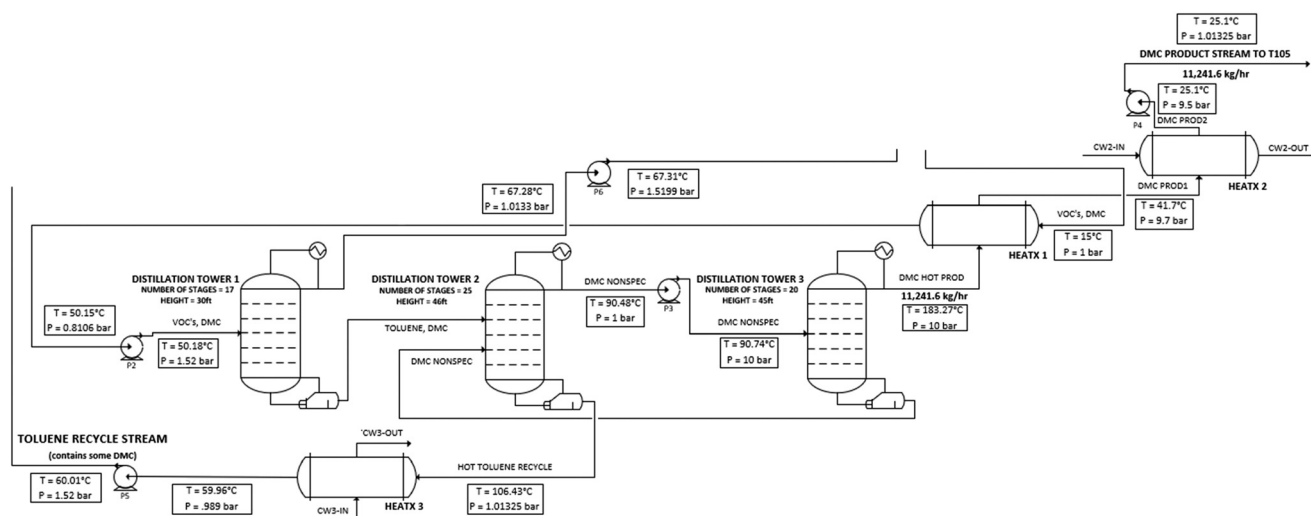 T = 25.1°C
P = 1.01325 bar
DMC PRODUCT STREAM TO T105
11,241.6 kg/hr
T = 25.1°C
P = 9.5 bar
P4
DMC PROD2
CW2-IN
CW2-OUT
HEATX 2
DMC PROD1
T = 41.7°C
P = 9.7 bar
P6
T = 67.28°C
P = 1.0133 bar
T = 67.31°C
P = 1.5199 bar
VOC's, DMC
T = 15°C
P = 1 bar
HEATX 1
DISTILLATION TOWER 1
NUMBER OF STAGES = 17
HEIGHT = 30ft
DISTILLATION TOWER 2
NUMBER OF STAGES = 25
HEIGHT = 46ft
DISTILLATION TOWER 3
NUMBER OF STAGES = 20
HEIGHT = 45ft
DMC NONSPEC
T = 90.48°C
P = 1 bar
P3
DMC HOT PROD
11,241.6 kg/hr
T = 183.27°C
P = 10 bar
T = 50.15°C
P = 0.8106 bar
VOC's, DMC
P2
T = 50.18°C
P = 1.52 bar
TOLUENE, DMC
DMC NONSPEC
DMC NONSPEC
T = 90.74°C
P = 10 bar
TOLUENE RECYCLE STREAM
(contains some DMC)
T = 60.01°C
P = 1.52 bar
P5
T = 59.96°C
P = .989 bar
CW3-OUT
CW3-IN
HEATX 3
HOT TOLUENE RECYCLE
T = 106.43°C
P = 1.01325 bar